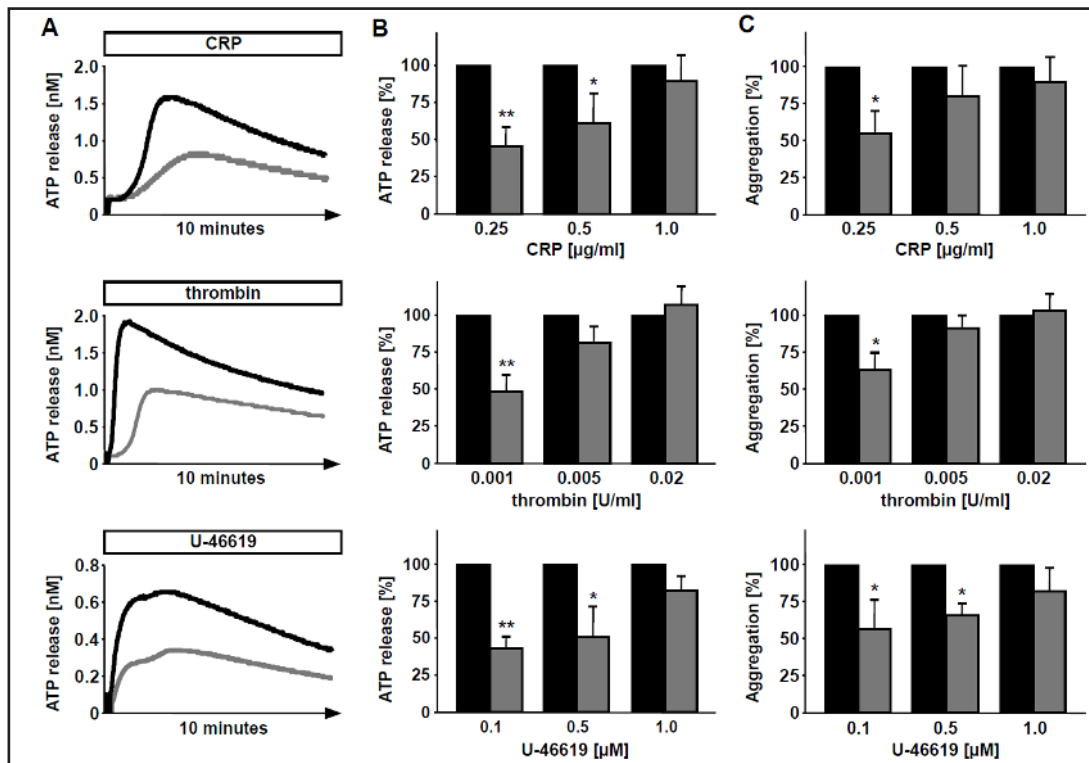 A
CRP
ATP release [nM]
2.0
1.5
1.0
0.5
0
10 minutes
B
ATP release [%]
100
75
50
25
0
**
*
0.25 0.5 1.0
CRP [µg/ml]
C
Aggregation [%]
100
75
50
25
0
*
0.25 0.5 1.0
CRP [µg/ml]
thrombin
ATP release [nM]
2.0
1.5
1.0
0.5
0
10 minutes
ATP release [%]
100
75
50
25
0
**
0.001 0.005 0.02
thrombin [U/ml]
Aggregation [%]
100
75
50
25
0
*
0.001 0.005 0.02
thrombin [U/ml]
U-46619
ATP release [nM]
0.8
0.6
0.4
0.2
0
10 minutes
ATP release [%]
100
75
50
25
0
**
*
0.1 0.5 1.0
U-46619 [µM]
Aggregation [%]
100
75
50
25
0
*
*
0.1 0.5 1.0
U-46619 [µM]